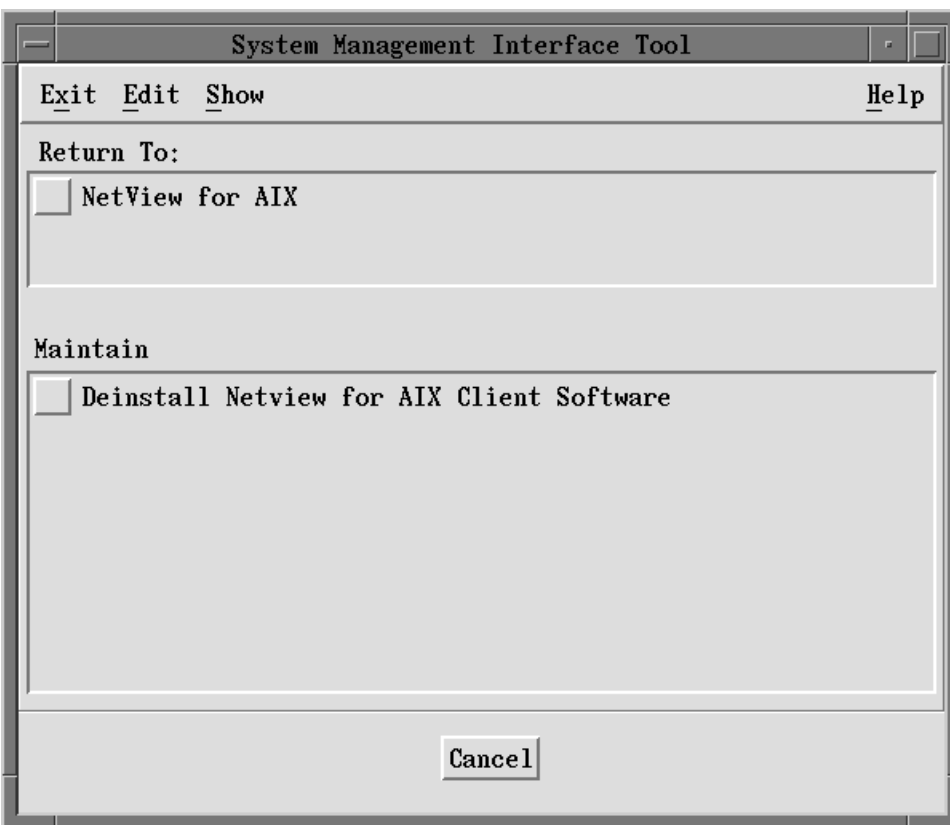 System Management Interface Tool
Exit Edit Show Help
Return To:
NetView for AIX
Maintain
Deinstall Netview for AIX Client Software
Cancel